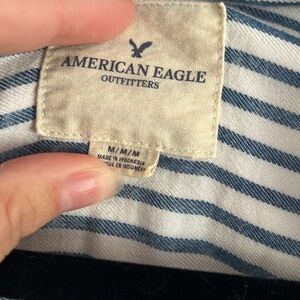 AMERICAN EAGLE
OUTFITTERS
M/M/M
MADE IN INDONESIA